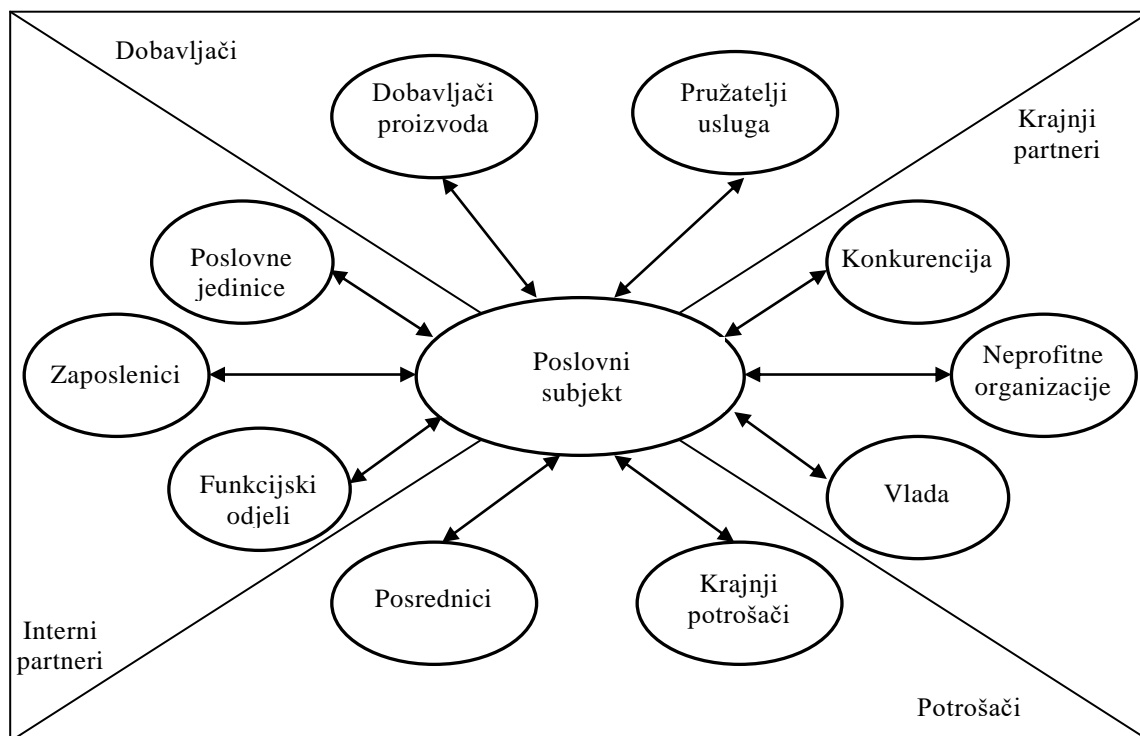 Dobavljači
Dobavljači
proizvoda
Pružatelji
usluga
Krajnji
partneri
Poslovne
jedinice
Konkurencija
Zaposlenici
Poslovni
subjekt
Neprofitne
organizacije
Funkcijski
odjeli
Vlada
Posrednici
Krajnji
potrošači
Interni
partneri
Potrošači